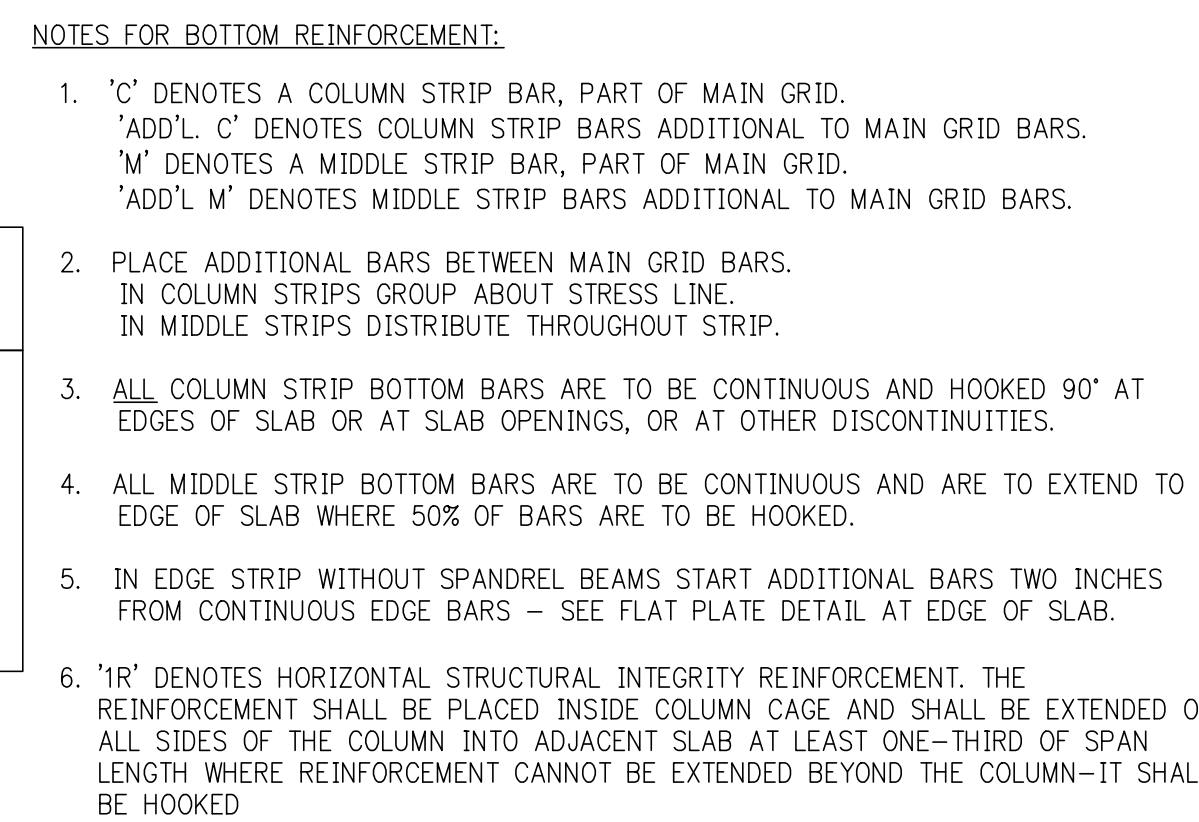 NOTES FOR BOTTOM REINFORCEMENT:
1. 'C' DENOTES A COLUMN STRIP BAR, PART OF MAIN GRID.
'ADD'L. C' DENOTES COLUMN STRIP BARS ADDITIONAL TO MAIN GRID BARS.
'M' DENOTES A MIDDLE STRIP BAR, PART OF MAIN GRID.
'ADD'L M' DENOTES MIDDLE STRIP BARS ADDITIONAL TO MAIN GRID BARS.
2. PLACE ADDITIONAL BARS BETWEEN MAIN GRID BARS.
IN COLUMN STRIPS GROUP ABOUT STRESS LINE.
IN MIDDLE STRIPS DISTRIBUTE THROUGHOUT STRIP.
3. ALL COLUMN STRIP BOTTOM BARS ARE TO BE CONTINUOUS AND HOOKED 90° AT
EDGES OF SLAB OR AT SLAB OPENINGS, OR AT OTHER DISCONTINUITIES.
4. ALL MIDDLE STRIP BOTTOM BARS ARE TO BE CONTINUOUS AND ARE TO EXTEND TO
EDGE OF SLAB WHERE 50% OF BARS ARE TO BE HOOKED.
5. IN EDGE STRIP WITHOUT SPANDREL BEAMS START ADDITIONAL BARS TWO INCHES
FROM CONTINUOUS EDGE BARS – SEE FLAT PLATE DETAIL AT EDGE OF SLAB.
6. '1R' DENOTES HORIZONTAL STRUCTURAL INTEGRITY REINFORCEMENT. THE
REINFORCEMENT SHALL BE PLACED INSIDE COLUMN CAGE AND SHALL BE EXTENDED O
ALL SIDES OF THE COLUMN INTO ADJACENT SLAB AT LEAST ONE–THIRD OF SPAN
LENGTH WHERE REINFORCEMENT CANNOT BE EXTENDED BEYOND THE COLUMN–IT SHAL
BE HOOKED